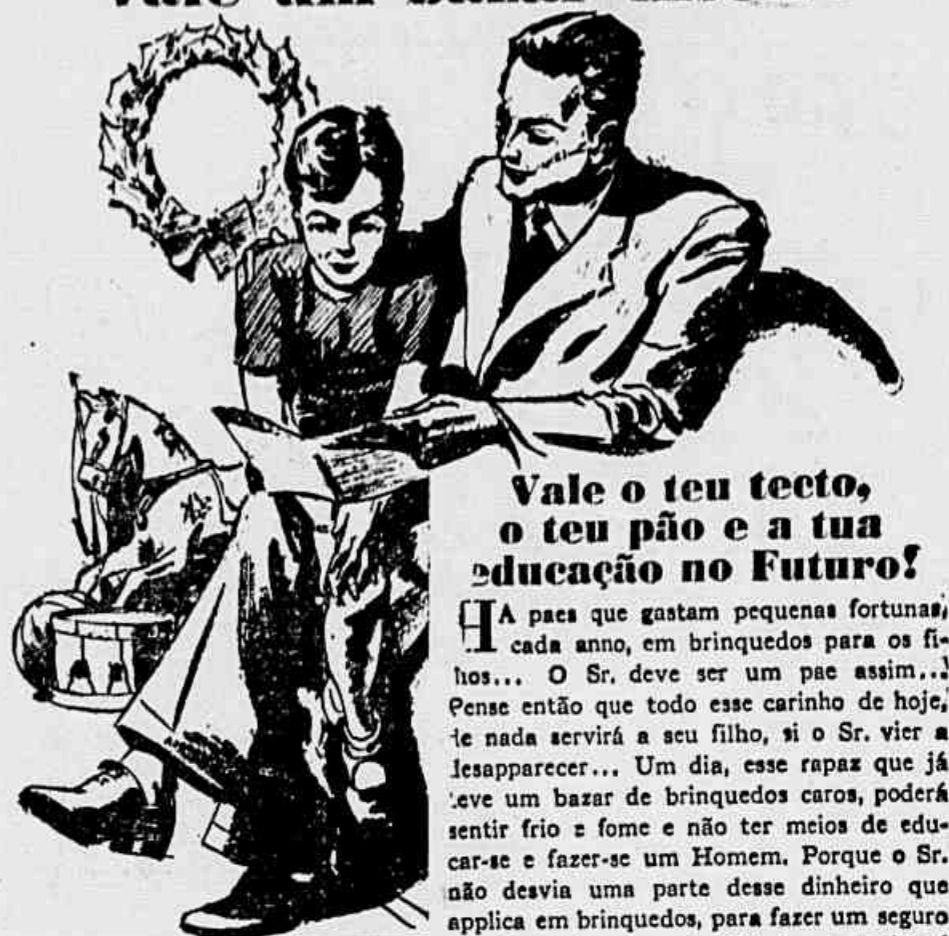 Vale o teu tecto,
o teu pão e a tua
educação no Futuro!
HA paes que gastam pequenas fortunas,
cada anno, em brinquedos para os fi-
lhos... O Sr. deve ser um pae assim...
Pense então que todo esse carinho de hoje,
de nada servirá a seu filho, si o Sr. vier a
desapparecer... Um dia, esse rapaz que já
teve um bazar de brinquedos caros, poderá
sentir frio e fome e não ter meios de edu-
car-se e fazer-se um Homem. Porque o Sr.
não desvia uma parte desse dinheiro que
applica em brinquedos, para fazer um seguro